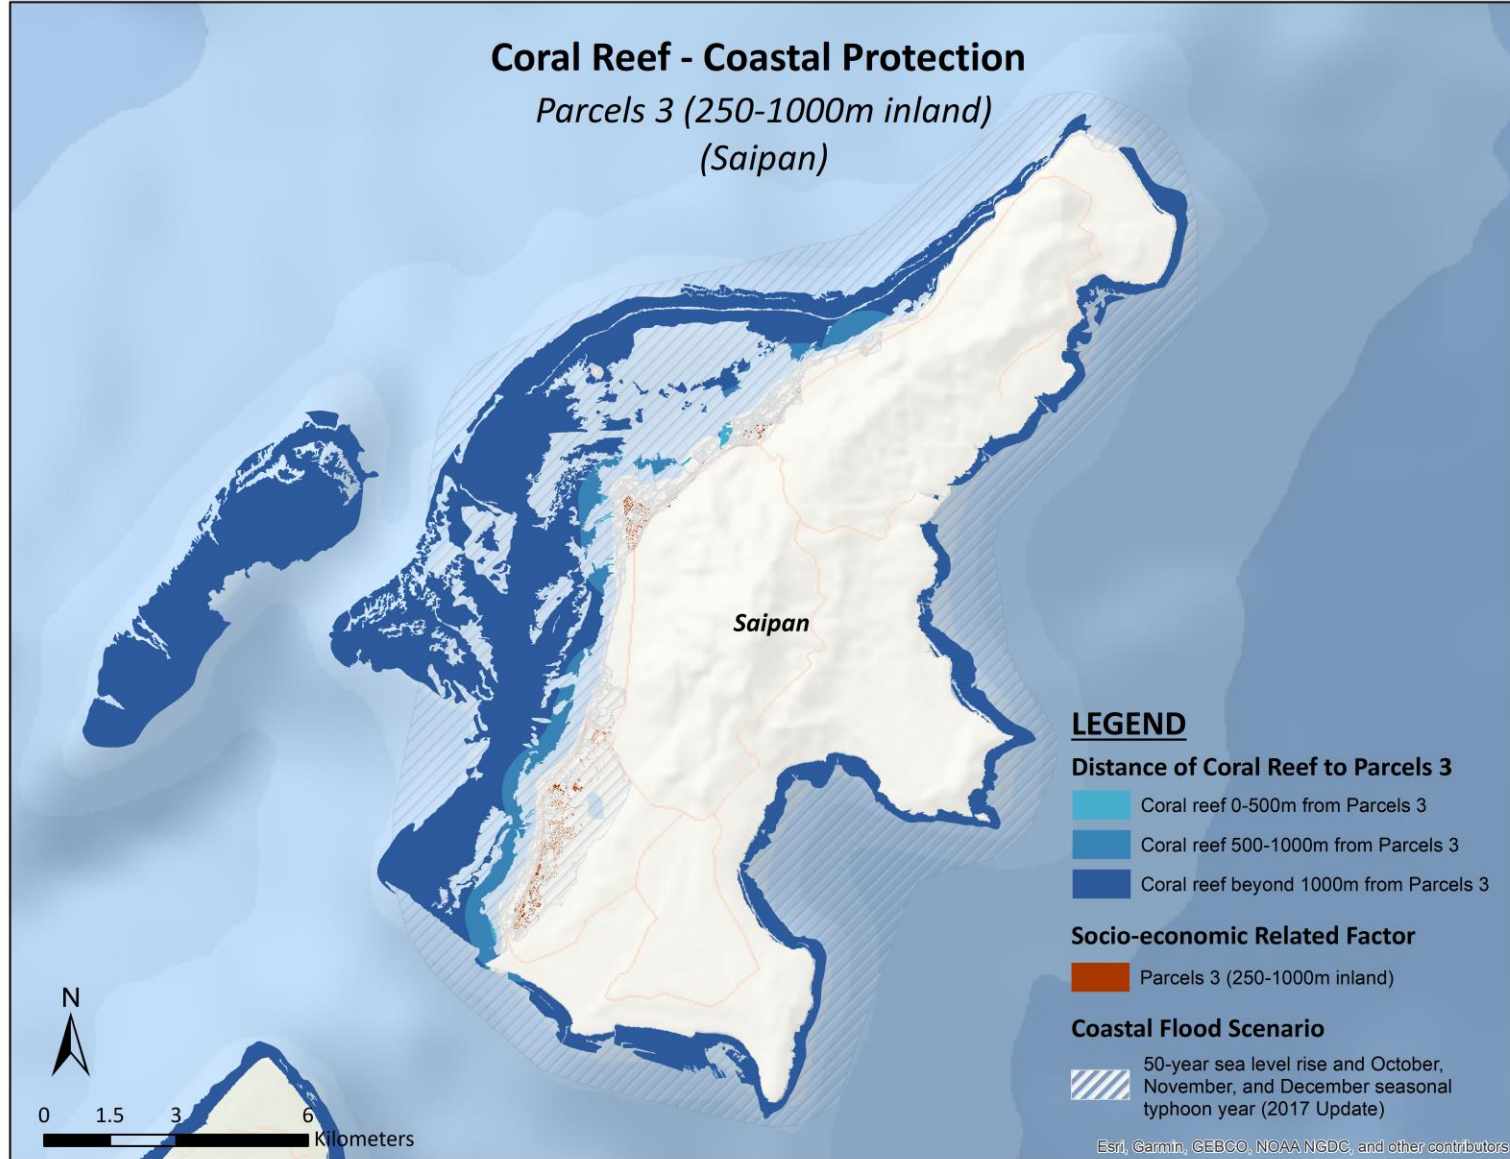 Coral Reef - Coastal Protection
Parcels 3 (250-1000m inland)
(Saipan)
Saipan
LEGEND
Distance of Coral Reef to Parcels 3
Coral reef 0-500m from Parcels 3
Coral reef 500-1000m from Parcels 3
Coral reef beyond 1000m from Parcels 3
Socio-economic Related Factor
Parcels 3 (250-1000m inland)
Coastal Flood Scenario
50-year sea level rise and October,
November, and December seasonal
typhoon year (2017 Update)
N
0 1.5 3 6
Kilometers
Esri, Garmin, GEBCO, NOAA NGDC, and other contributors